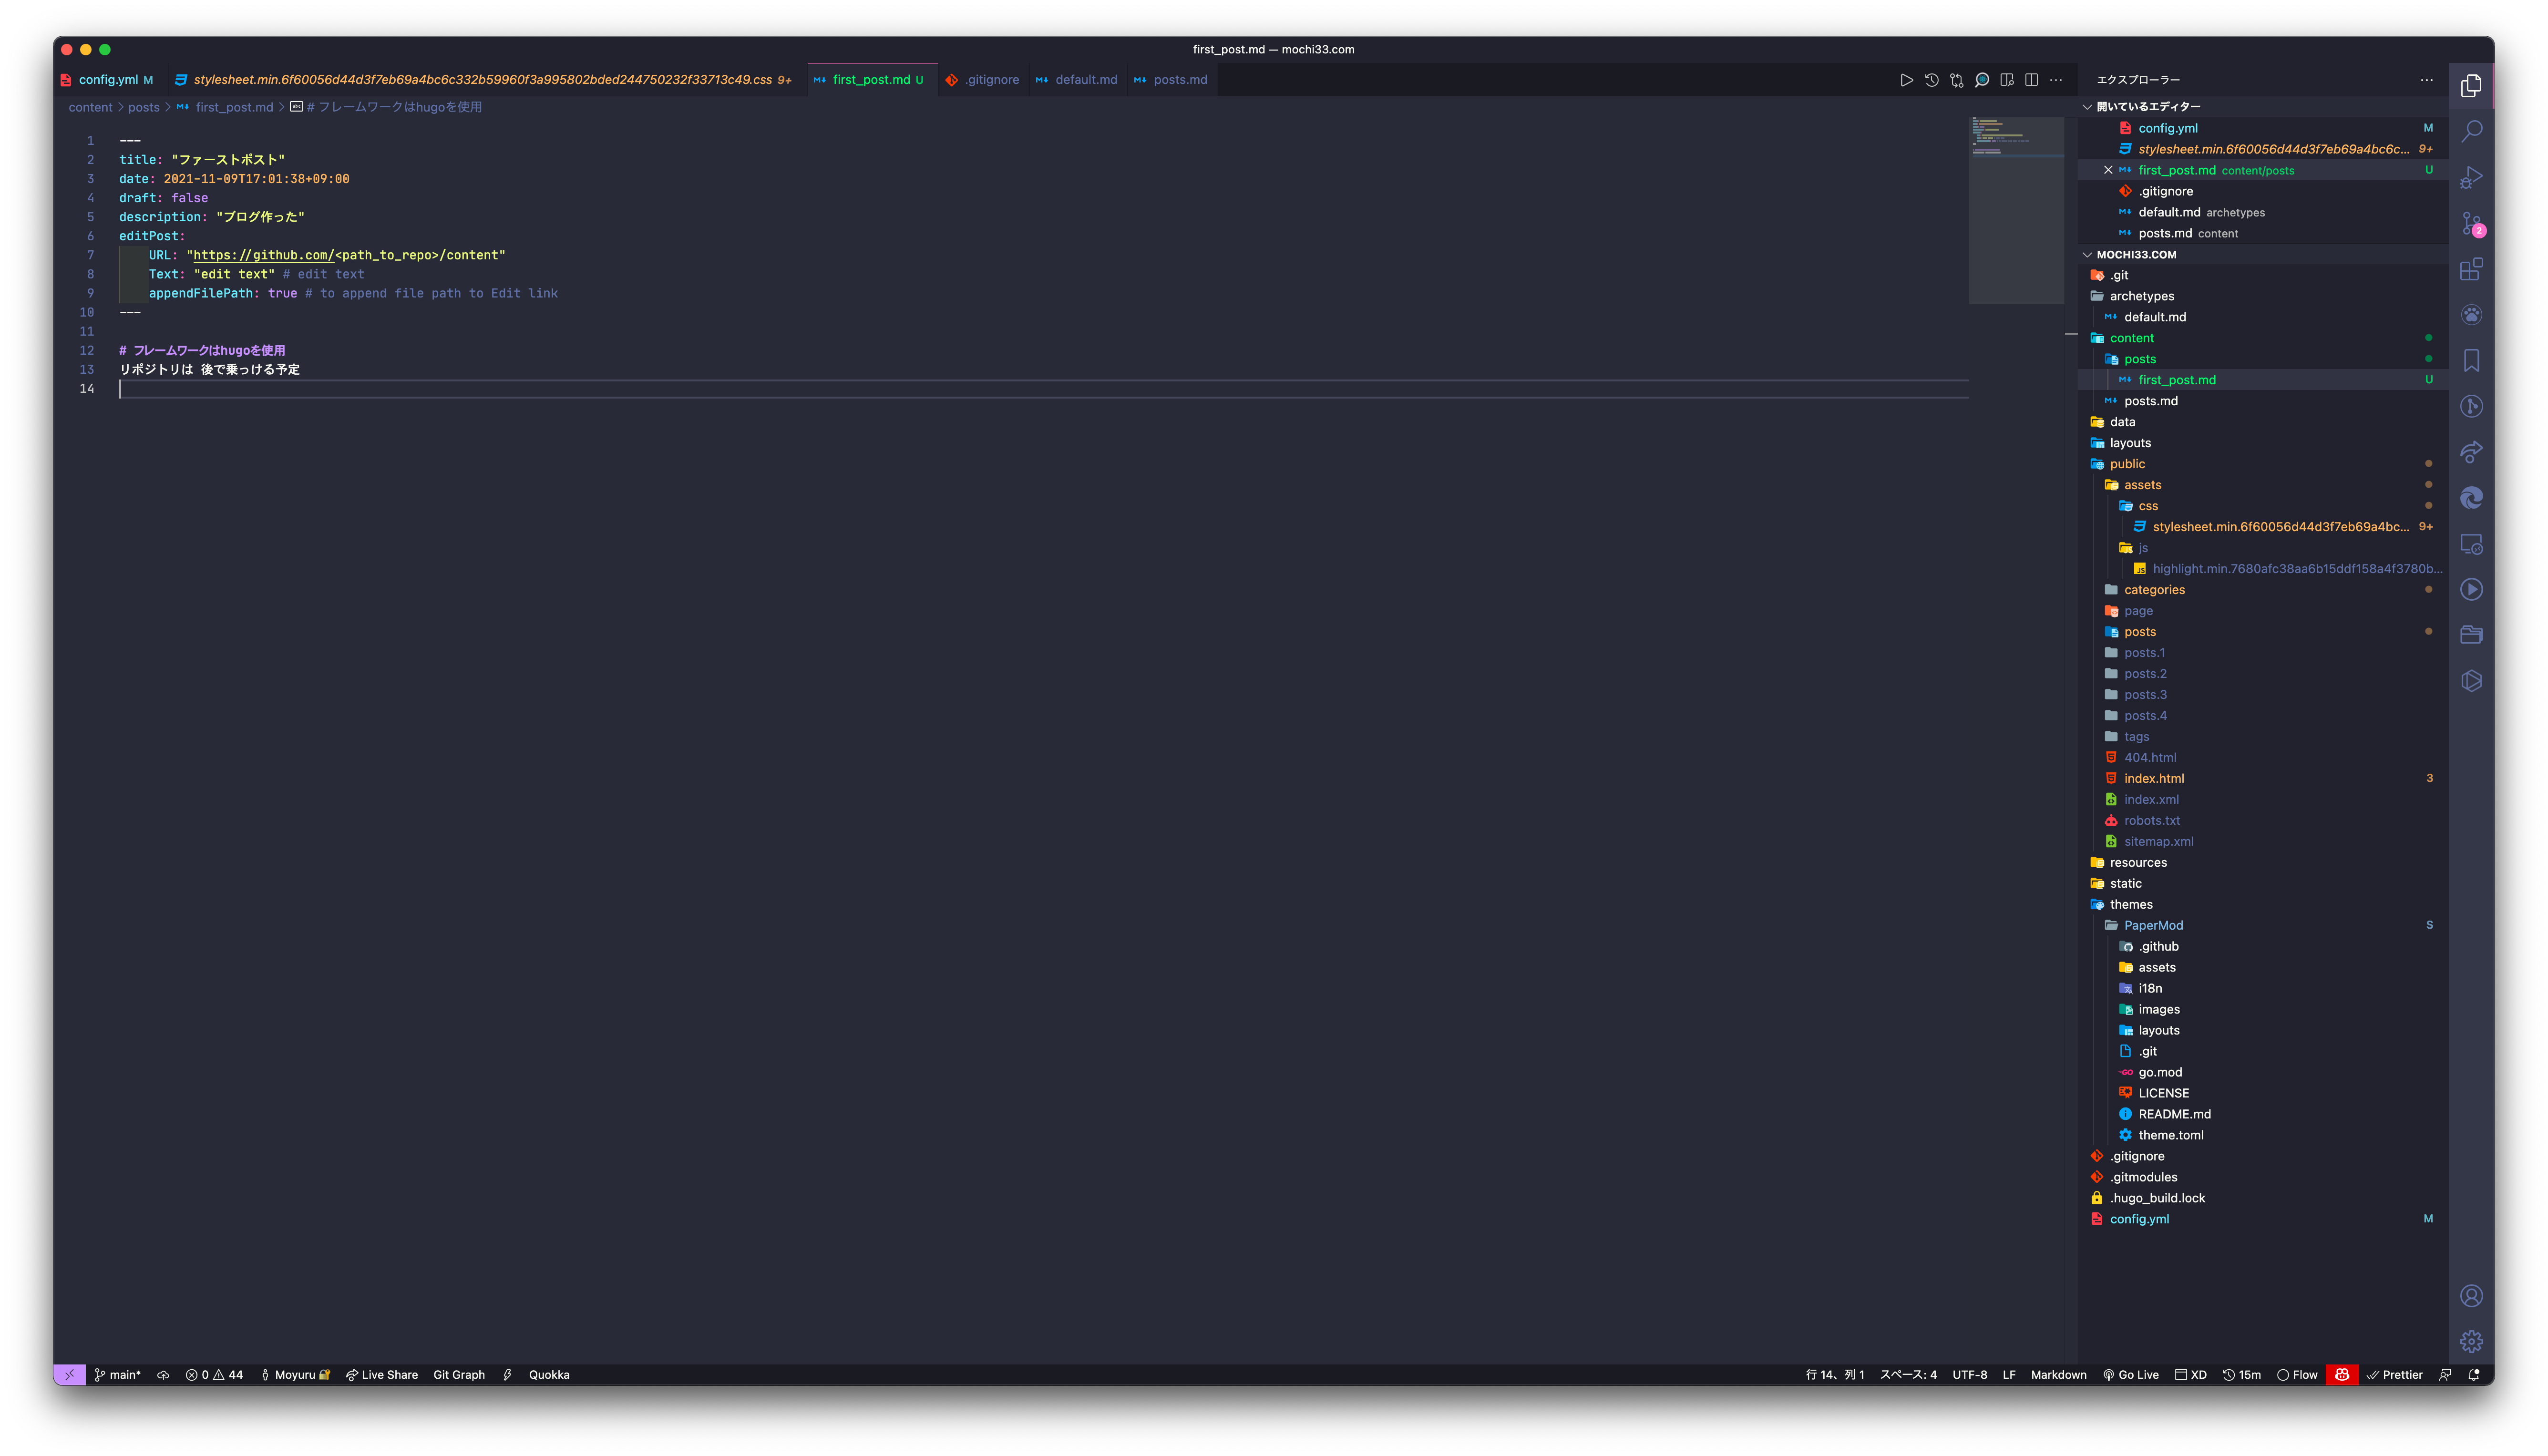 first_post.md — mochi33.com
config.yml M
stylesheet.min.6f60056d44d3f7eb69a4bc6c332b59960f3a995802bded244750232f33713c49.css 9+
first_post.md U
.gitignore
default.md
posts.md
content > posts > first_post.md > # フレームワークはhugoを使用
1 ---
2 title: "ファーストポスト"
3 date: 2021-11-09T17:01:38+09:00
4 draft: false
5 description: "ブログ作った"
6 editPost:
7 URL: "https://github.com/<path_to_repo>/content"
8 Text: "edit text" # edit text
9 appendFilePath: true # to append file path to Edit link
10 ---
11
12 # フレームワークはhugoを使用
13 リポジトリは 後で乗っける予定
14
エクスプローラー
開いているエディター
config.yml M
stylesheet.min.6f60056d44d3f7eb69a4bc6c... 9+
first_post.md content/posts U
.gitignore
default.md archetypes
posts.md content
MOCHI33.COM
.git
archetypes
default.md
content
posts
first_post.md U
posts.md
data
layouts
public
assets
css
stylesheet.min.6f60056d44d3f7eb69a4bc... 9+
js
highlight.min.7680afc38aa6b15ddf158a4f3780b...
categories
page
posts
posts.1
posts.2
posts.3
posts.4
tags
404.html
index.html 3
index.xml
robots.txt
sitemap.xml
resources
static
themes
PaperMod S
.github
assets
i18n
images
layouts
.git
go.mod
LICENSE
README.md
theme.toml
.gitignore
.gitmodules
.hugo_build.lock
config.yml M
2
main* 0 44 Moyuru Live Share Git Graph Quokka
行 14、列 1 スペース: 4 UTF-8 LF Markdown Go Live XD 15m Flow Prettier